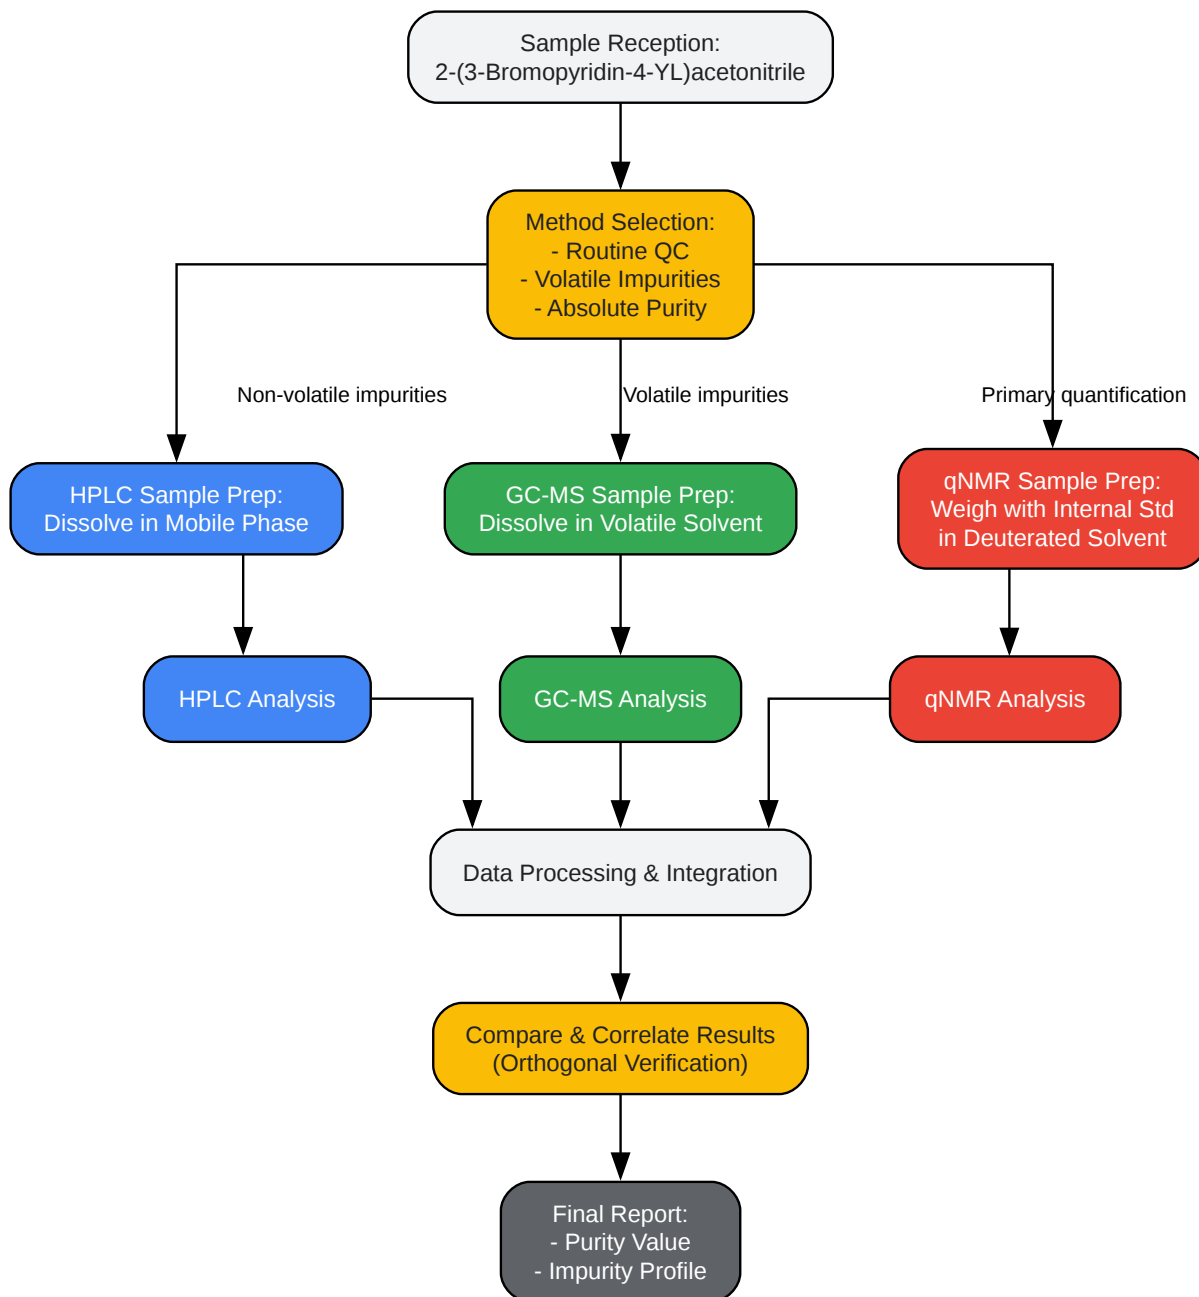 Sample Reception:
2-(3-Bromopyridin-4-YL)acetonitrile
Method Selection:
- Routine QC
- Volatile Impurities
- Absolute Purity
Non-volatile impurities
Volatile impurities
Primary quantification
HPLC Sample Prep:
Dissolve in Mobile Phase
GC-MS Sample Prep:
Dissolve in Volatile Solvent
qNMR Sample Prep:
Weigh with Internal Std
in Deuterated Solvent
HPLC Analysis
GC-MS Analysis
qNMR Analysis
Data Processing & Integration
Compare & Correlate Results
(Orthogonal Verification)
Final Report:
- Purity Value
- Impurity Profile